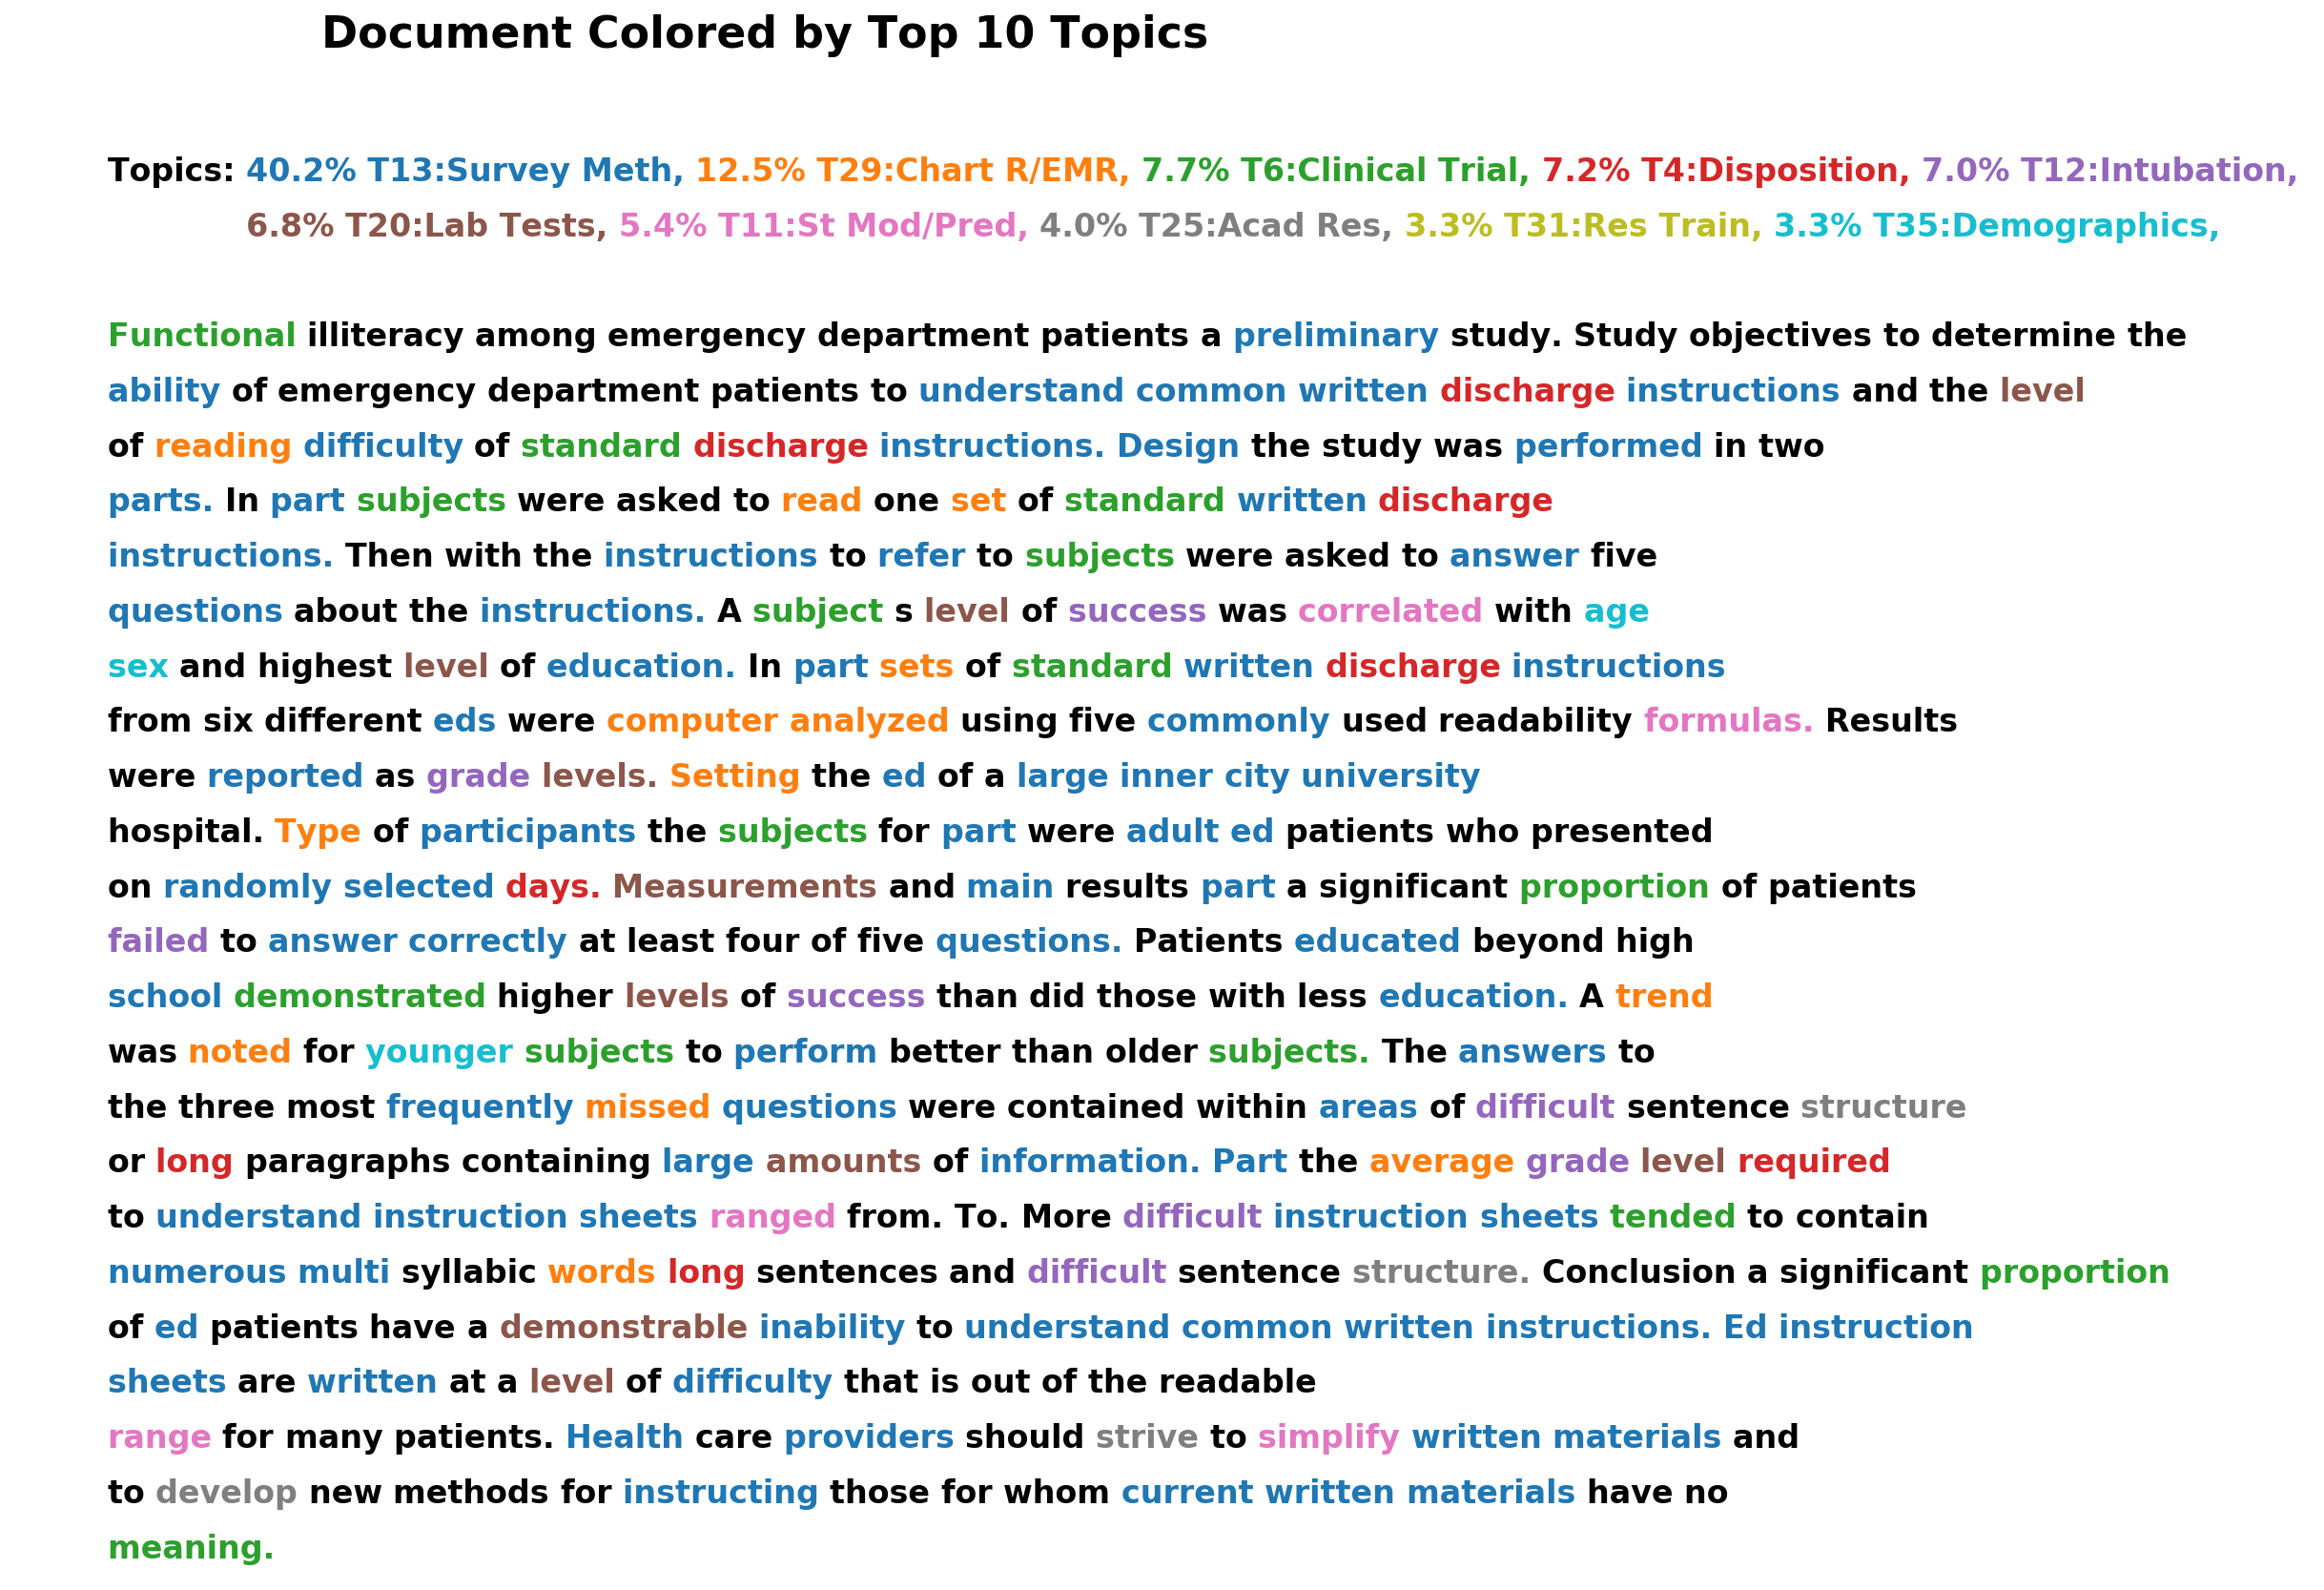 Document Colored by Top 10 Topics
Topics: 40.2% T13:Survey Meth, 12.5% T29:Chart R/EMR, 7.7% T6:Clinical Trial, 7.2% T4:Disposition, 7.0% T12:Intubation,
6.8% T20:Lab Tests, 5.4% T11:St Mod/Pred, 4.0% T25:Acad Res, 3.3% T31:Res Train, 3.3% T35:Demographics,
Functional illiteracy among emergency department patients a preliminary study. Study objectives to determine the
ability of emergency department patients to understand common written discharge instructions and the level
of reading difficulty of standard discharge instructions. Design the study was performed in two
parts. In part subjects were asked to read one set of standard written discharge
instructions. Then with the instructions to refer to subjects were asked to answer five
questions about the instructions. A subject s level of success was correlated with age
sex and highest level of education. In part sets of standard written discharge instructions
from six different eds were computer analyzed using five commonly used readability formulas. Results
were reported as grade levels. Setting the ed of a large inner city university
hospital. Type of participants the subjects for part were adult ed patients who presented
on randomly selected days. Measurements and main results part a significant proportion of patients
failed to answer correctly at least four of five questions. Patients educated beyond high
school demonstrated higher levels of success than did those with less education. A trend
was noted for younger subjects to perform better than older subjects. The answers to
the three most frequently missed questions were contained within areas of difficult sentence structure
or long paragraphs containing large amounts of information. Part the average grade level required
to understand instruction sheets ranged from. To. More difficult instruction sheets tended to contain
numerous multi syllabic words long sentences and difficult sentence structure. Conclusion a significant proportion
of ed patients have a demonstrable inability to understand common written instructions. Ed instruction
sheets are written at a level of difficulty that is out of the readable
range for many patients. Health care providers should strive to simplify written materials and
to develop new methods for instructing those for whom current written materials have no
meaning.